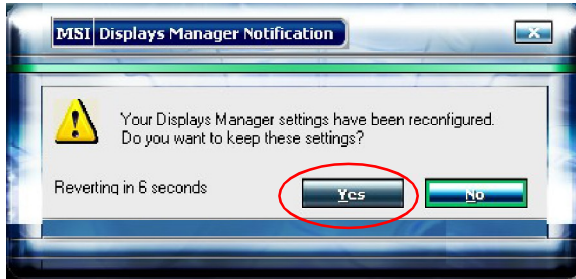 MSI Displays Manager Notification
Your Displays Manager settings have been reconfigured.
Do you want to keep these settings?
Reverting in 6 seconds
Yes
No